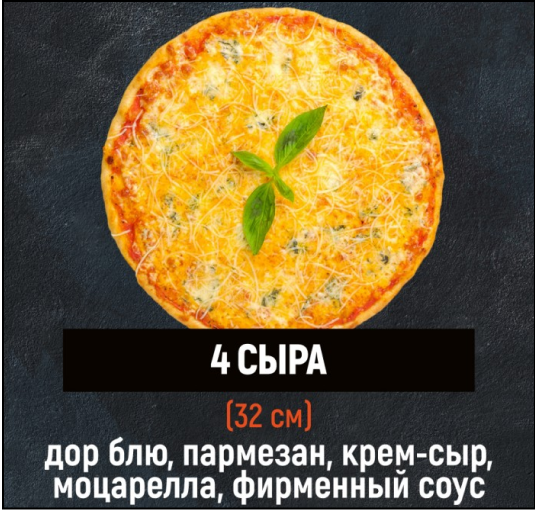 4 СЫРА
(32 см)
дор блю, пармезан, крем-сыр,
моцарелла, фирменный соус